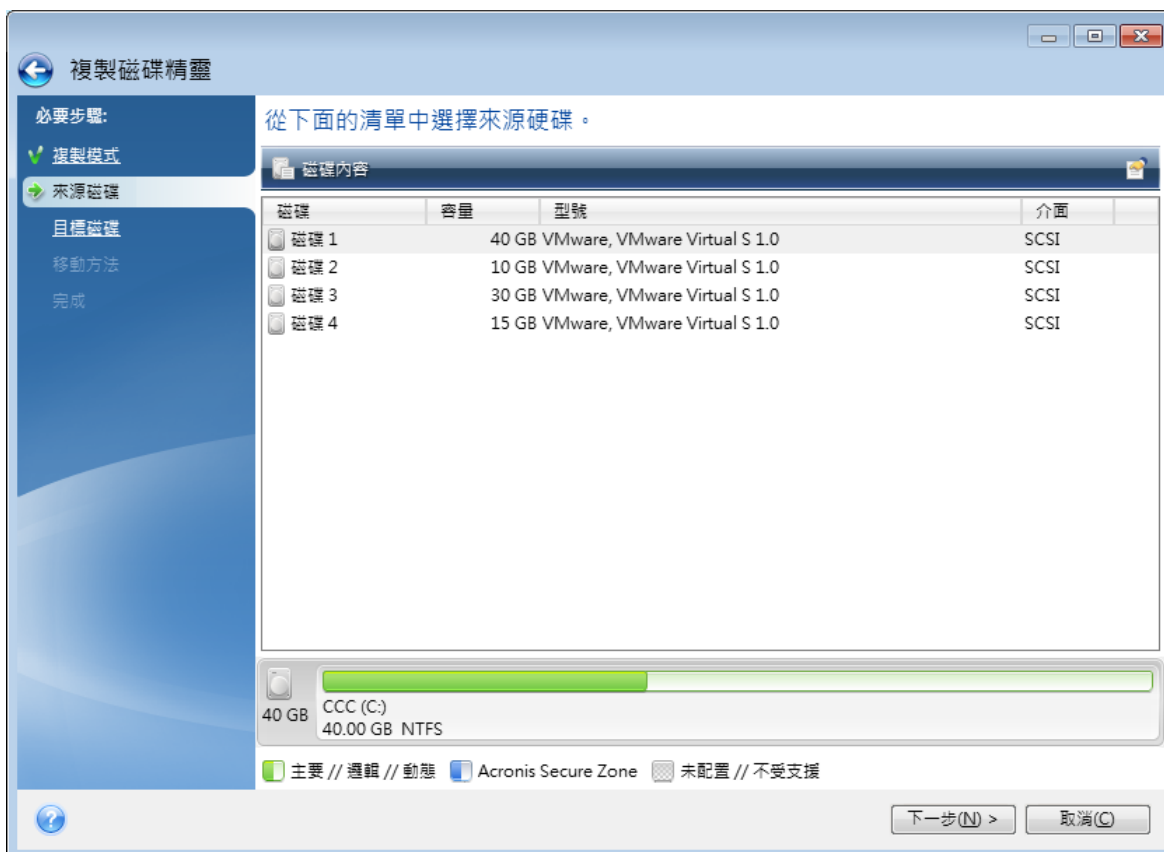 複製磁碟精靈
必要步驟:
複製模式
來源磁碟
目標磁碟
移動方法
完成
從下面的清單中選擇來源硬碟。
磁碟內容
磁碟 容量 型號 介面
磁碟 1 40 GB VMware, VMware Virtual S 1.0 SCSI
磁碟 2 10 GB VMware, VMware Virtual S 1.0 SCSI
磁碟 3 30 GB VMware, VMware Virtual S 1.0 SCSI
磁碟 4 15 GB VMware, VMware Virtual S 1.0 SCSI
40 GB
CCC (C:)
40.00 GB NTFS
主要 // 邏輯 // 動態 Acronis Secure Zone 未配置 // 不受支援
下一步(N) > 取消(C)